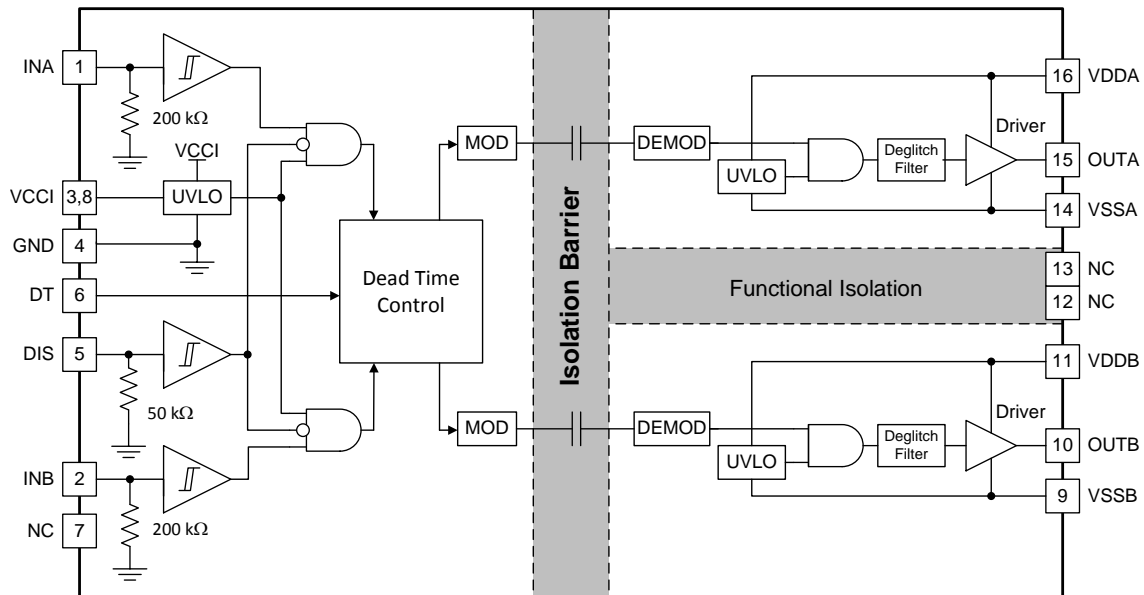 INA
1
200 kΩ
VCCI
VCCI
3,8
UVLO
GND
4
DT
6
DIS
5
50 kΩ
INB
2
NC
7
200 kΩ
Dead Time
Control
MOD
MOD
Isolation Barrier
DEMOD
UVLO
Deglitch
Filter
Driver
16
VDDA
15
OUTA
14
VSSA
Functional Isolation
13
NC
12
NC
11
VDDB
DEMOD
UVLO
Deglitch
Filter
Driver
10
OUTB
9
VSSB